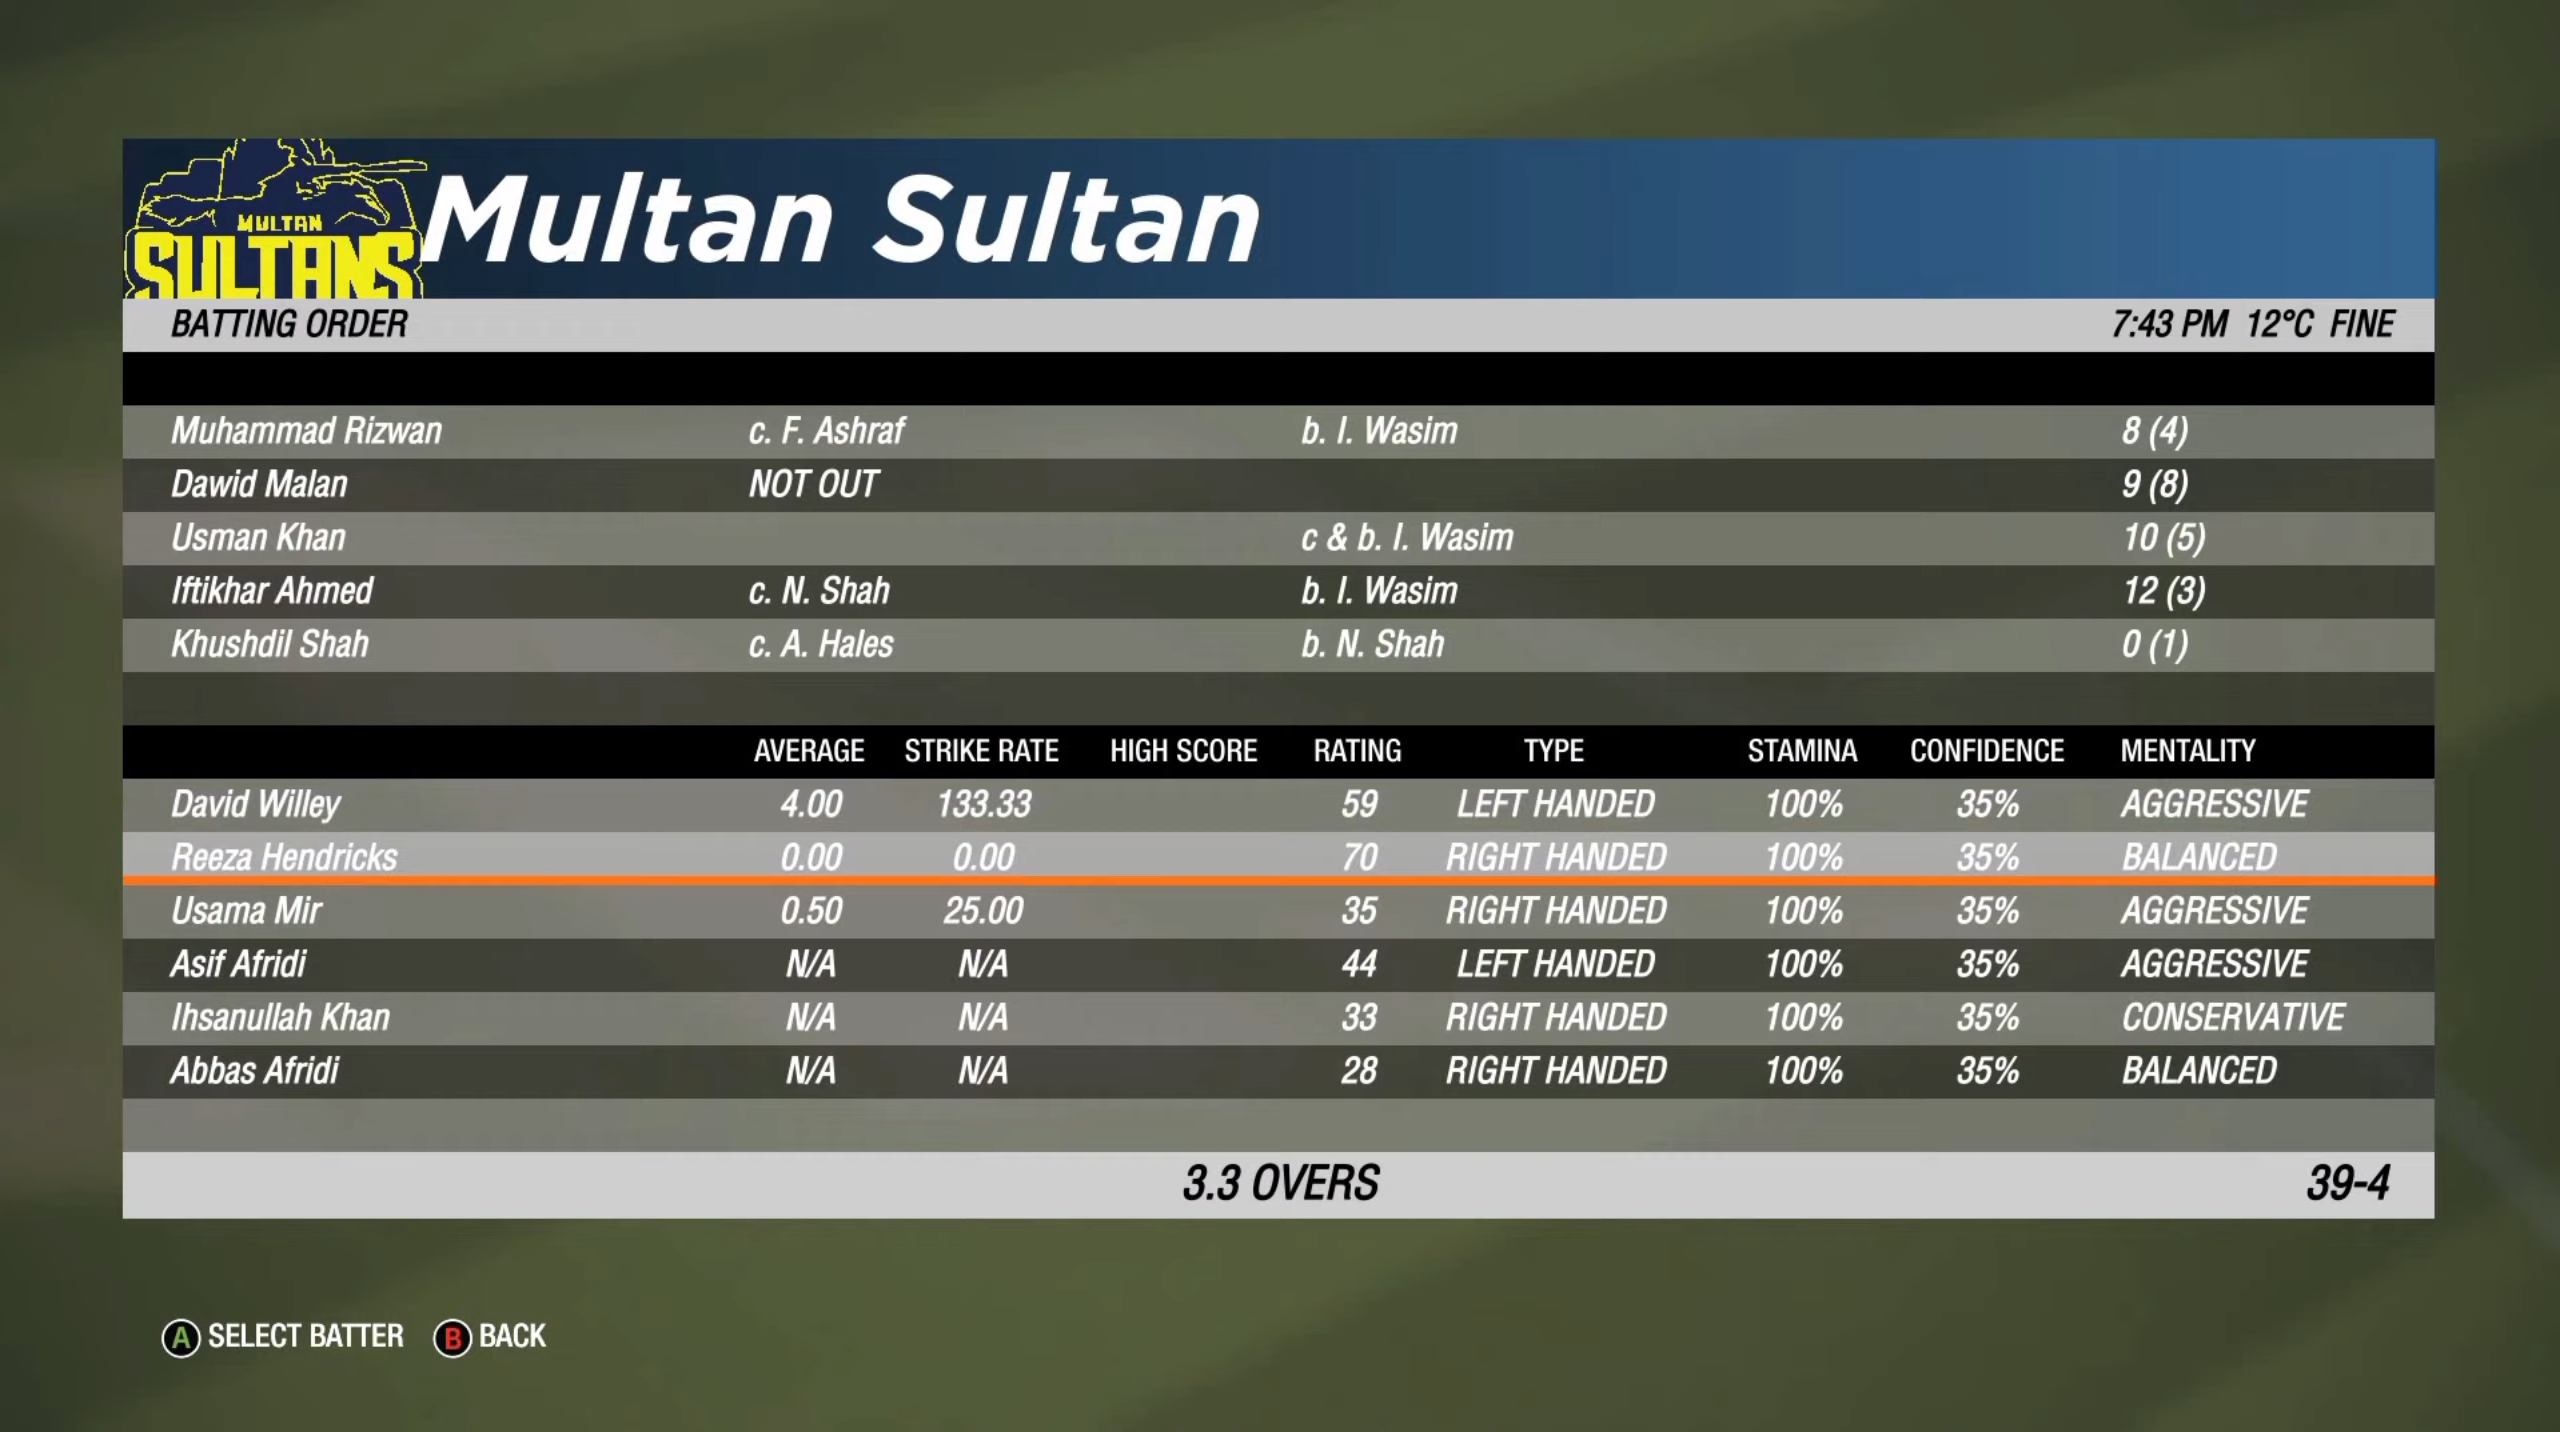 MULTAN
SULTANS
Multan Sultan
BATTING ORDER 7:43 PM 12°C FINE
Muhammad Rizwan c. F. Ashraf b. I. Wasim 8 (4)
Dawid Malan NOT OUT 9 (8)
Usman Khan c & b. I. Wasim 10 (5)
Iftikhar Ahmed c. N. Shah b. I. Wasim 12 (3)
Khushdil Shah c. A. Hales b. N. Shah 0 (1)
AVERAGE STRIKE RATE HIGH SCORE RATING TYPE STAMINA CONFIDENCE MENTALITY
David Willey 4.00 133.33 59 LEFT HANDED 100% 35% AGGRESSIVE
Reeza Hendricks 0.00 0.00 70 RIGHT HANDED 100% 35% BALANCED
Usama Mir 0.50 25.00 35 RIGHT HANDED 100% 35% AGGRESSIVE
Asif Afridi N/A N/A 44 LEFT HANDED 100% 35% AGGRESSIVE
Ihsanullah Khan N/A N/A 33 RIGHT HANDED 100% 35% CONSERVATIVE
Abbas Afridi N/A N/A 28 RIGHT HANDED 100% 35% BALANCED
3.3 OVERS 39-4
A SELECT BATTER B BACK